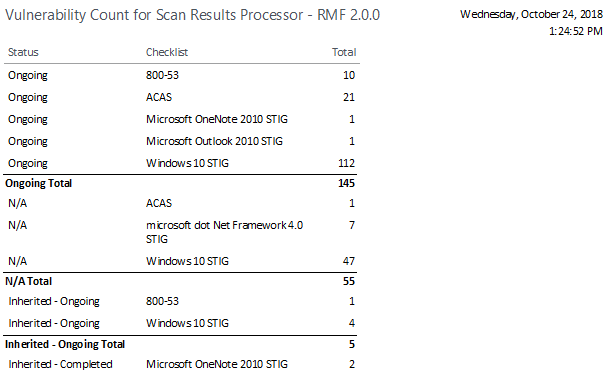 Vulnerability Count for Scan Results Processor - RMF 2.0.0
Wednesday, October 24, 2018
1:24:52 PM
Status Checklist Total
Ongoing 800-53 10
Ongoing ACAS 21
Ongoing Microsoft OneNote 2010 STIG 1
Ongoing Microsoft Outlook 2010 STIG 1
Ongoing Windows 10 STIG 112
Ongoing Total 145
N/A ACAS 1
N/A microsoft dot Net Framework 4.0 7
STIG
N/A Windows 10 STIG 47
N/A Total 55
Inherited - Ongoing 800-53 1
Inherited - Ongoing Windows 10 STIG 4
Inherited - Ongoing Total 5
Inherited - Completed Microsoft OneNote 2010 STIG 2